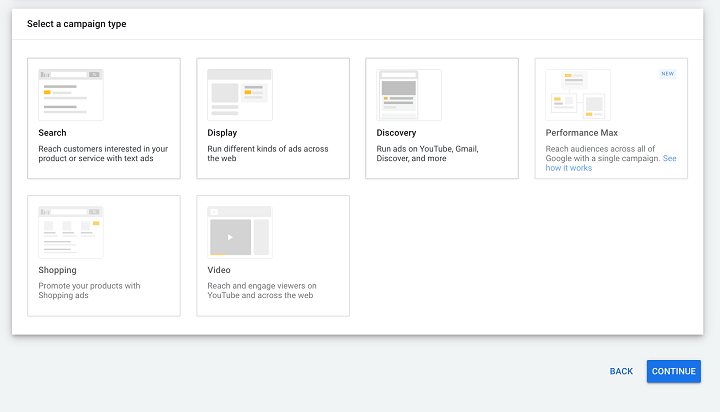 Select a campaign type
Search
Reach customers interested in your
product or service with text ads
Display
Run different kinds of ads across
the web
Discovery
Run ads on YouTube, Gmail,
Discover, and more
NEW
Performance Max
Reach audiences across all of
Google with a single campaign. See
how it works
Shopping
Promote your products with
Shopping ads
Video
Reach and engage viewers on
YouTube and across the web
BACK
CONTINUE